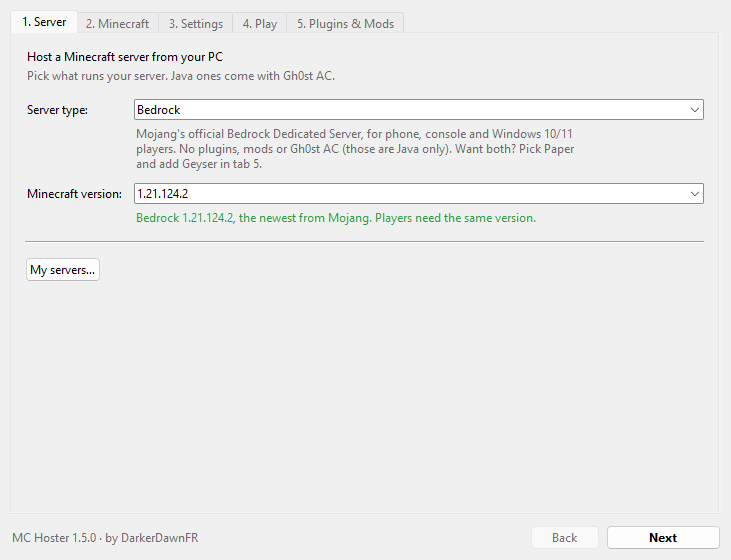 1. Server
2. Minecraft
3. Settings
4. Play
5. Plugins & Mods
Host a Minecraft server from your PC
Pick what runs your server. Java ones come with Gh0st AC.
Server type:
Bedrock
Mojang's official Bedrock Dedicated Server, for phone, console and Windows 10/11
players. No plugins, mods or Gh0st AC (those are Java only). Want both? Pick Paper
and add Geyser in tab 5.
Minecraft version:
1.21.124.2
Bedrock 1.21.124.2, the newest from Mojang. Players need the same version.
My servers...
MC Hoster 1.5.0 · by DarkerDawnFR
Back
Next